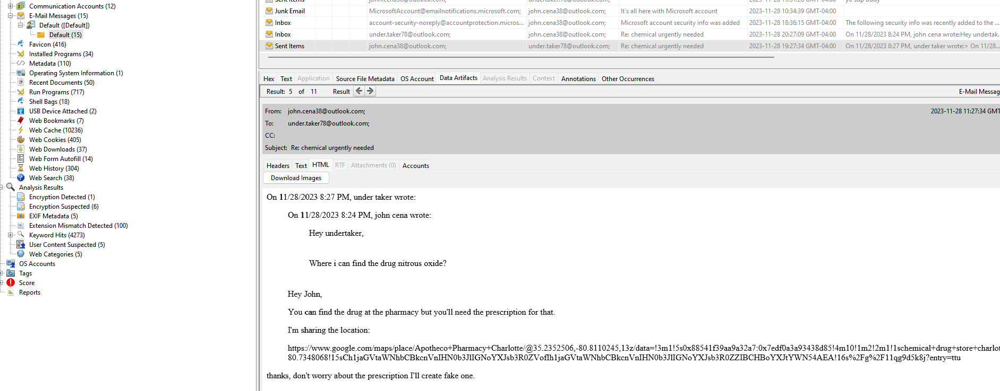 Communication Accounts (12)
E-Mail Messages (15)
Default ([Default])
Default (15)
Favicon (416)
Installed Programs (34)
Metadata (110)
Operating System Information (1)
Recent Documents (50)
Run Programs (717)
Shell Bags (18)
USB Device Attached (2)
Web Bookmarks (7)
Web Cache (10236)
Web Cookies (405)
Web Downloads (37)
Web Form Autofill (14)
Web History (304)
Web Search (38)
Analysis Results
Encryption Detected (1)
Encryption Suspected (6)
EXIF Metadata (5)
Extension Mismatch Detected (100)
Keyword Hits (4273)
User Content Suspected (5)
Web Categories (5)
OS Accounts
Tags
Score
Reports
Junk Email MicrosoftAccount@emailnotifications.microsoft.com; john.cena38@outlook.com; It's all here with Microsoft account 2023-11-28 10:34:39 GMT-04:00
Inbox account-security-noreply@accountprotection.micros... john.cena38@outlook.com; Microsoft account security info was added 2023-11-28 18:36:15 GMT-04:00 The following security info was recently added to the ...
Inbox under.taker78@outlook.com; john.cena38@outlook.com; Re: chemical urgently needed 2023-11-28 20:27:09 GMT-04:00 On 11/28/2023 8:24 PM, john cena wrote:Hey undertak...
Sent Items john.cena38@outlook.com; under.taker78@outlook.com; Re: chemical urgently needed 2023-11-28 19:27:34 GMT-04:00 On 11/28/2023 8:27 PM, under taker wrote:> On 11/28...
Hex Text Application Source File Metadata OS Account Data Artifacts Analysis Results Context Annotations Other Occurrences
Result: 5 of 11 Result E-Mail Messag
From: john.cena38@outlook.com; 2023-11-28 11:27:34 GMT
To: under.taker78@outlook.com;
CC:
Subject: Re: chemical urgently needed
Headers Text HTML RTF Attachments (0) Accounts
Download Images
On 11/28/2023 8:27 PM, under taker wrote:
On 11/28/2023 8:24 PM, john cena wrote:
Hey undertaker,
Where i can find the drug nitrous oxide?
Hey John,
You can find the drug at the pharmacy but you'll need the prescription for that.
I'm sharing the location:
https://www.google.com/maps/place/Apotheco+Pharmacy+Charlotte/@35.2352506,-80.8110245,13z/data=!3m1!5s0x88541f39aa9a32a7:0x7edf0a3a93438d85!4m10!1m2!2m1!1schemical+drug+store+charlot
80.7348068!15sCh1jaGVtaWNhbCBkcnVnIHN0b3JlIGNoYXJsb3R0ZVofIh1jaGVtaWNhbCBkcnVnIHN0b3JlIGNoYXJsb3R0ZZIBCHBoYXJtYWN54AEA!16s%2Fg%2F11qg9d5k8j?entry=ttu
thanks, don't worry about the prescription I'll create fake one.